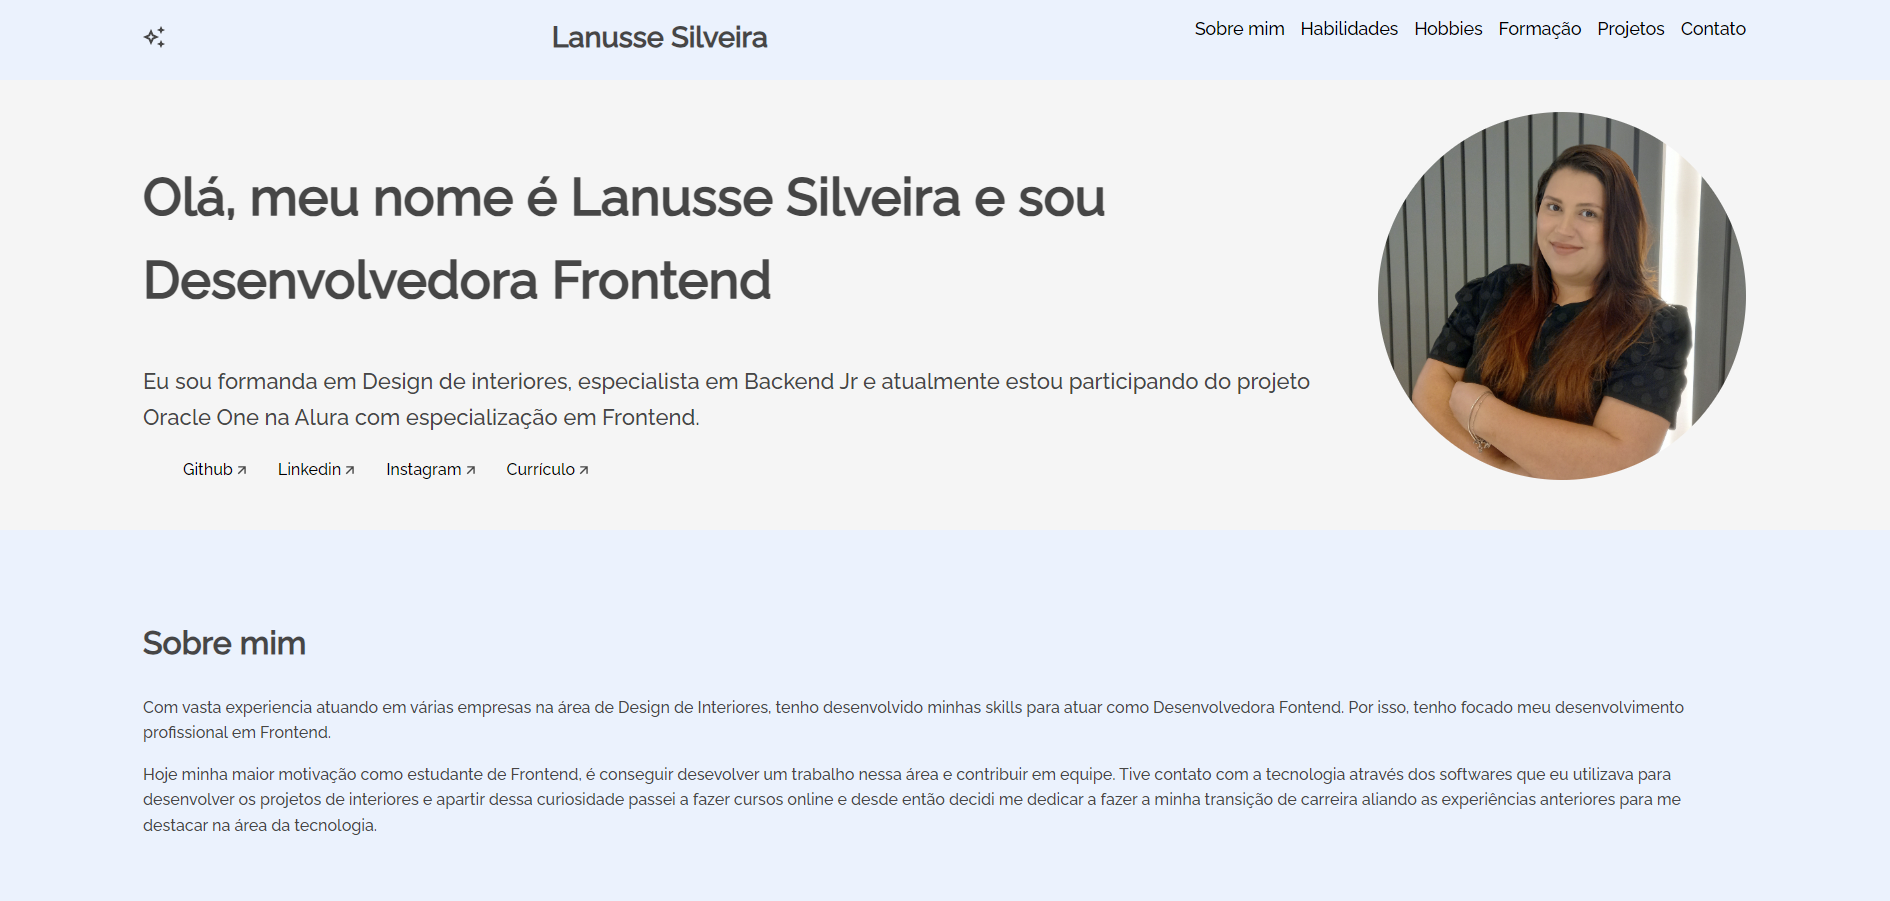 Lanusse Silveira
Sobre mim Habilidades Hobbies Formação Projetos Contato
Olá, meu nome é Lanusse Silveira e sou
Desenvolvedora Frontend
Eu sou formanda em Design de interiores, especialista em Backend Jr e atualmente estou participando do projeto
Oracle One na Alura com especialização em Frontend.
Github Linkedin Instagram Currículo
Sobre mim
Com vasta experiencia atuando em várias empresas na área de Design de Interiores, tenho desenvolvido minhas skills para atuar como Desenvolvedora Fontend. Por isso, tenho focado meu desenvolvimento
profissional em Frontend.
Hoje minha maior motivação como estudante de Frontend, é conseguir desevolver um trabalho nessa área e contribuir em equipe. Tive contato com a tecnologia através dos softwares que eu utilizava para
desenvolver os projetos de interiores e apartir dessa curiosidade passei a fazer cursos online e desde então decidi me dedicar a fazer a minha transição de carreira aliando as experiências anteriores para me
destacar na área da tecnologia.